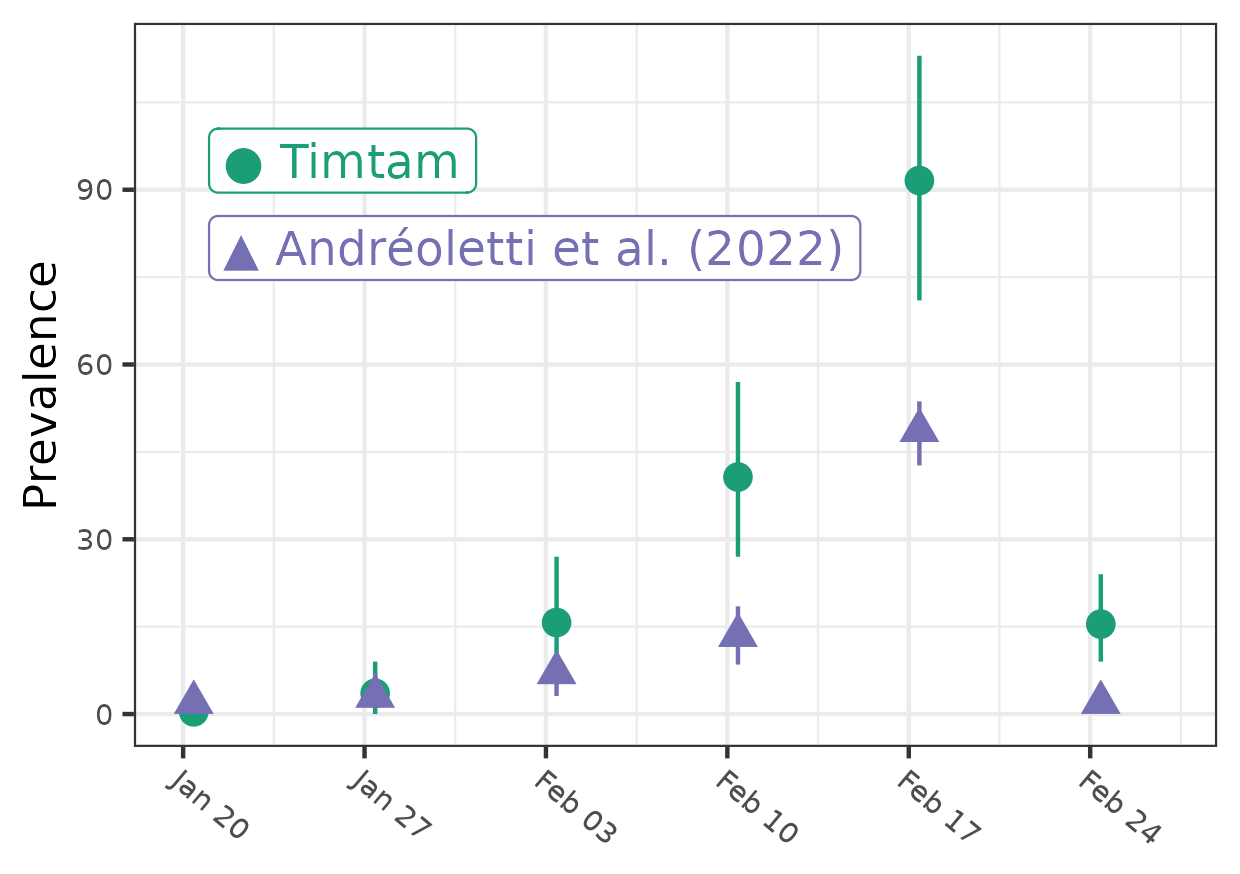 Timtam
Andréoletti et al. (2022)
Prevalence
90
60
30
0
Jan 20
Jan 27
Feb 03
Feb 10
Feb 17
Feb 24